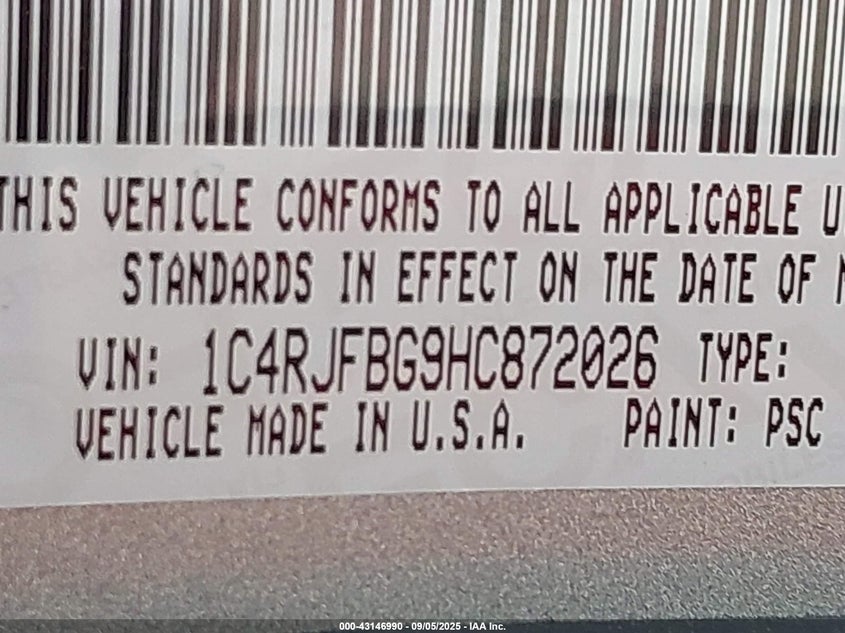 THIS VEHICLE CONFORMS TO ALL APPLICABLE
STANDARDS IN EFFECT ON THE DATE OF
VIN: 1C4RJFBG9HC872026 TYPE:
VEHICLE MADE IN U.S.A. PAINT: PSC
000-43146990 - 09/05/2025 - IAA Inc.